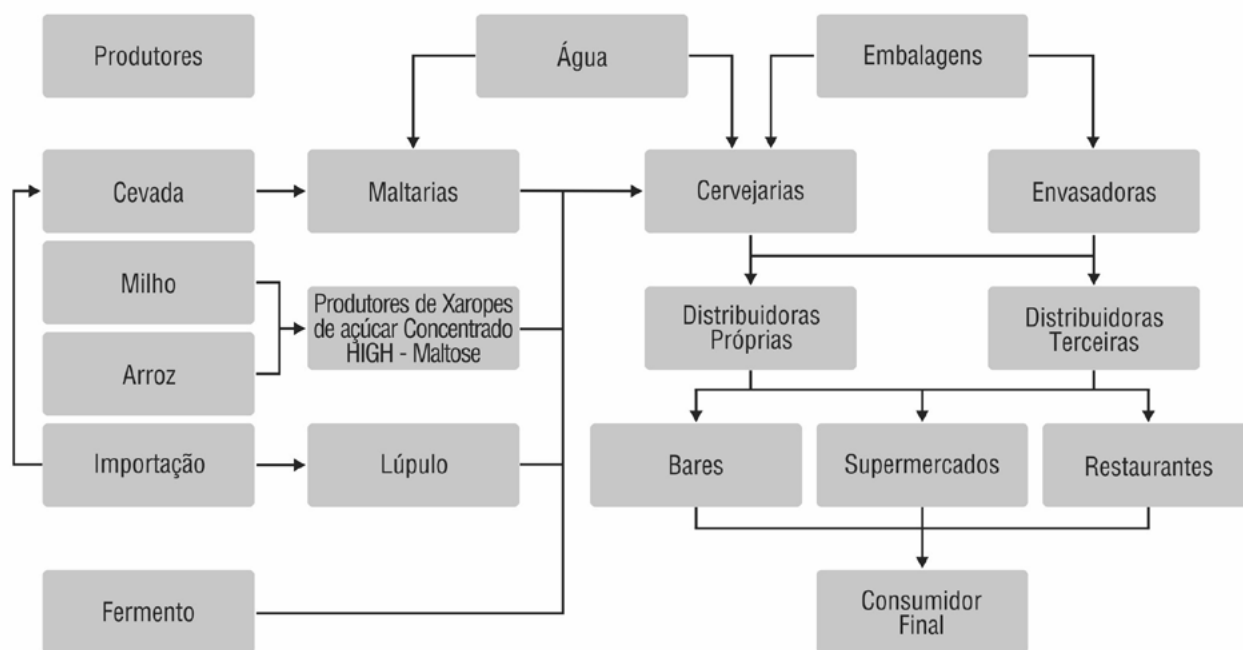 Produtores
Água
Embalagens
Cevada
Maltarias
Cervejarias
Envasadoras
Milho
Produtores de Xaropes
de açúcar Concentrado
HIGH - Maltose
Distribuidoras
Próprias
Distribuidoras
Terceiras
Arroz
Importação
Lúpulo
Bares
Supermercados
Restaurantes
Fermento
Consumidor
Final